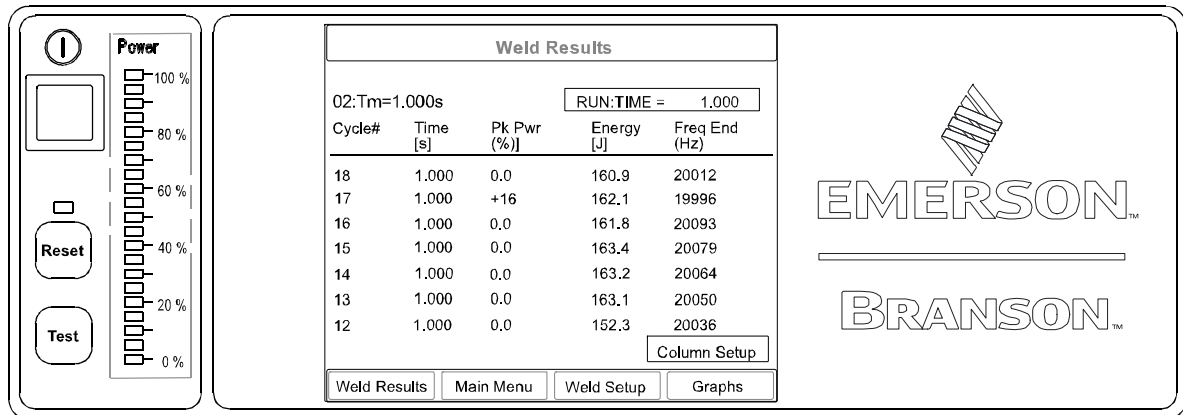 Power
100 %
80 %
60 %
40 %
20 %
0 %
Reset
Test
Weld Results
02:Tm=1.000s RUN:TIME = 1.000
Cycle# Time [s] Pk Pwr (%)] Energy [J] Freq End (Hz)
18 1.000 0.0 160.9 20012
17 1.000 +16 162.1 19996
16 1.000 0.0 161.8 20093
15 1.000 0.0 163.4 20079
14 1.000 0.0 163.2 20064
13 1.000 0.0 163.1 20050
12 1.000 0.0 152.3 20036
Column Setup
Weld Results Main Menu Weld Setup Graphs
EMERSON™
BRANSON™